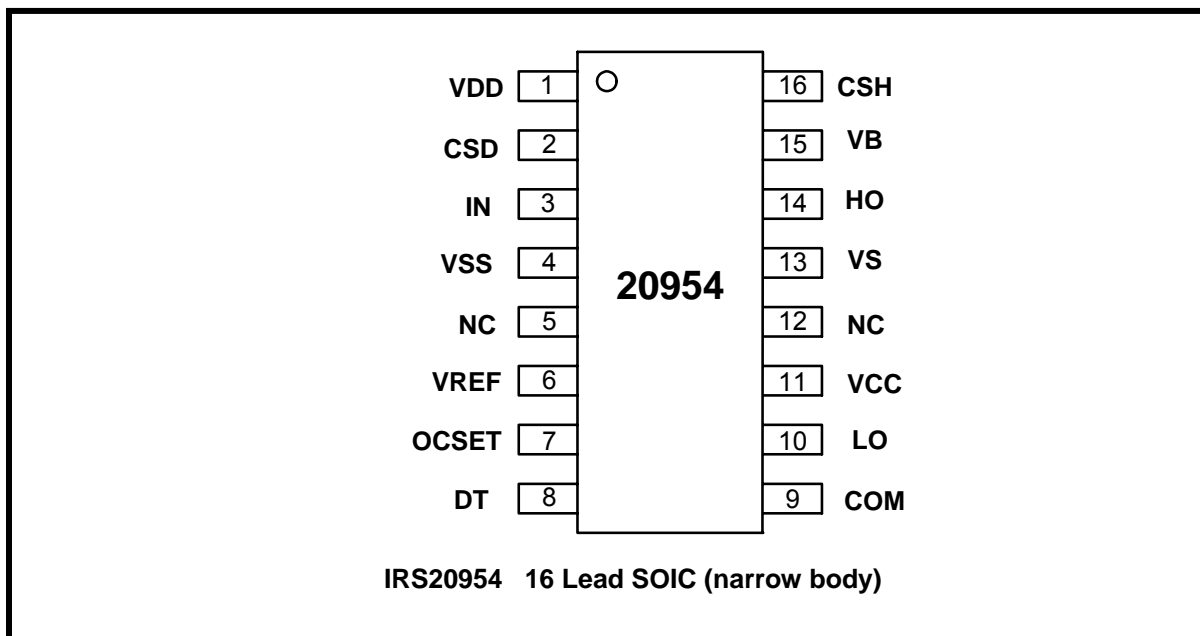 VDD 1 16 CSH
CSD 2 15 VB
IN 3 14 HO
VSS 4 13 VS
20954
NC 5 12 NC
VREF 6 11 VCC
OCSET 7 10 LO
DT 8 9 COM
IRS20954 16 Lead SOIC (narrow body)